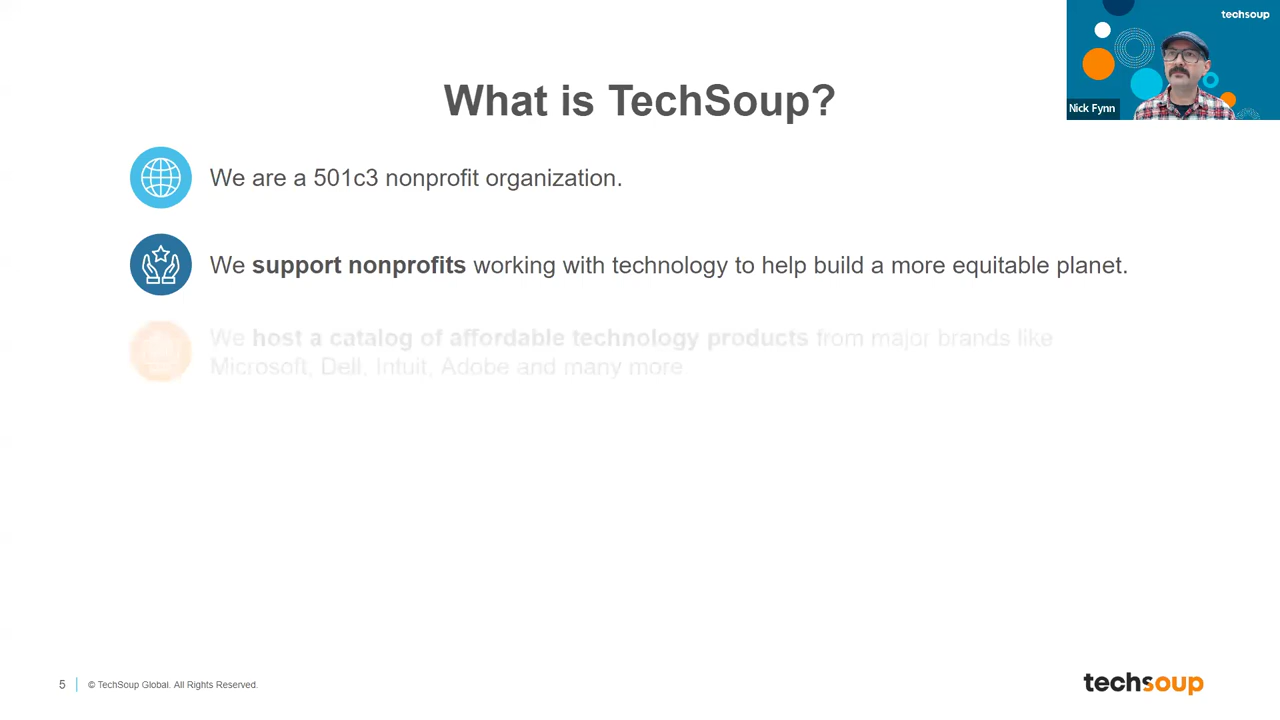 techsoup
Nick Fynn
What is TechSoup?
We are a 501c3 nonprofit organization.
We support nonprofits working with technology to help build a more equitable planet.
We host a catalog of affordable technology products from major brands like
Microsoft, Dell, Intuit, Adobe and many more
5
© TechSoup Global. All Rights Reserved.
techsoup